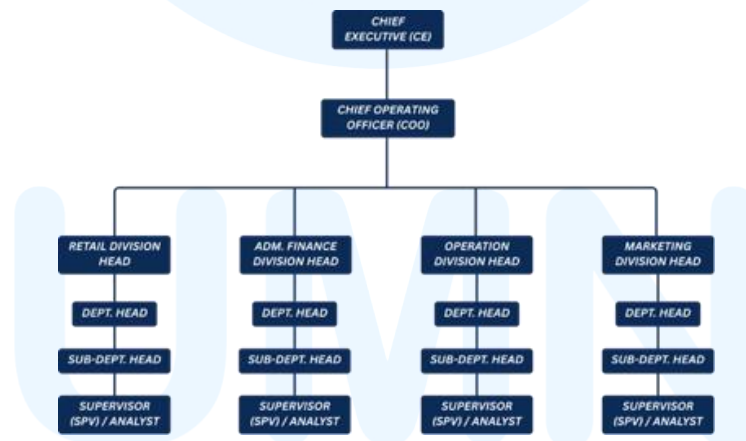 CHIEF
EXECUTIVE (CE)
CHIEF OPERATING
OFFICER (COO)
RETAIL DIVISION
HEAD
ADM. FINANCE
DIVISION HEAD
OPERATION
DIVISION HEAD
MARKETING
DIVISION HEAD
DEPT. HEAD
DEPT. HEAD
DEPT. HEAD
DEPT. HEAD
SUB-DEPT. HEAD
SUB-DEPT. HEAD
SUB-DEPT. HEAD
SUB-DEPT. HEAD
SUPERVISOR
(SPV) / ANALYST
SUPERVISOR
(SPV) / ANALYST
SUPERVISOR
(SPV) / ANALYST
SUPERVISOR
(SPV) / ANALYST
UMN